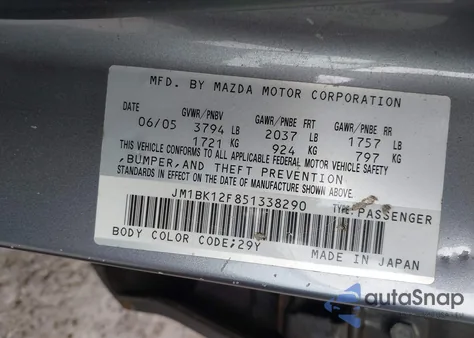 MFD. BY MAZDA MOTOR CORPORATION
DATE GVWR/PNBV GAWR/PNBE FRT GAWR/PNBE RR
06/05 3794 LB 2037 LB 1757 LB
1721 KG 924 KG 797 KG
THIS VEHICLE CONFORMS TO ALL APPLICABLE FEDERAL MOTOR VEHICLE SAFETY
,BUMPER,AND THEFT PREVENTION
STANDARDS IN EFFECT ON THE DATE OF MANUFACTURE SHOWN ABOVE.
JM1BK12F851338290 TYPE:PASSENGER
BODY COLOR CODE;29Y MADE IN JAPAN
autoSnap